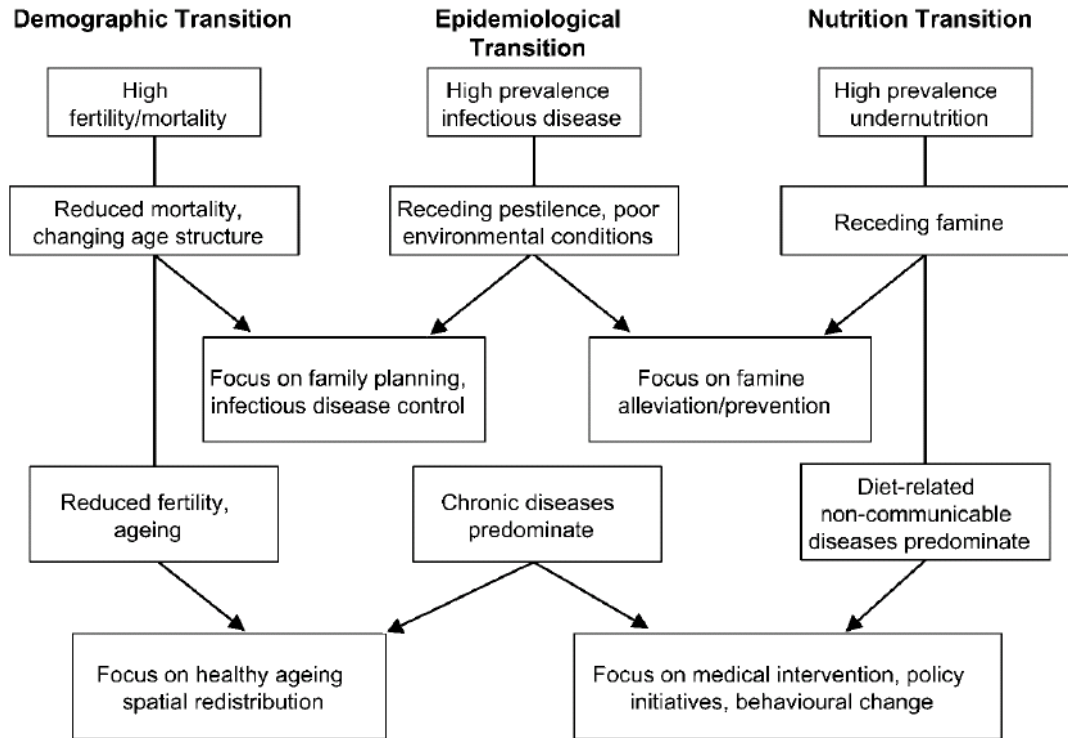 Demographic Transition
Epidemiological
Transition
Nutrition Transition
High
fertility/mortality
High prevalence
infectious disease
High prevalence
undernutrition
Reduced mortality,
changing age structure
Receding pestilence, poor
environmental conditions
Receding famine
Focus on family planning,
infectious disease control
Focus on famine
alleviation/prevention
Reduced fertility,
ageing
Chronic diseases
predominate
Diet-related
non-communicable
diseases predominate
Focus on healthy ageing
spatial redistribution
Focus on medical intervention, policy
initiatives, behavioural change